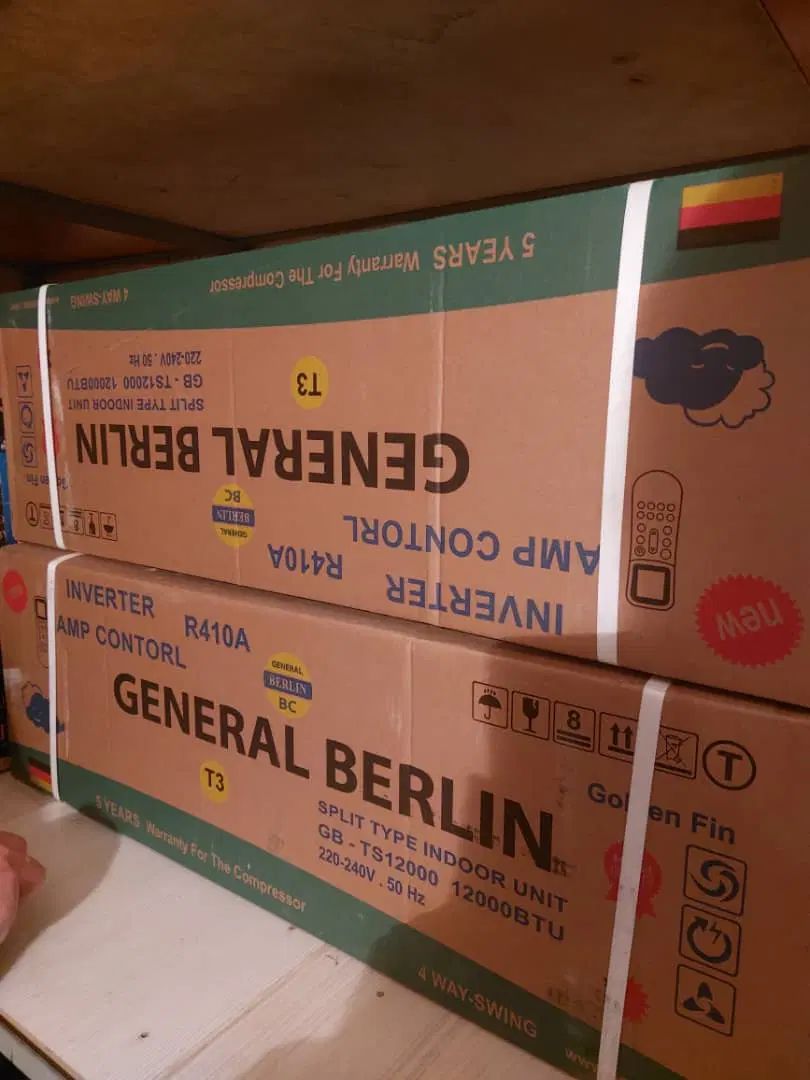 5 YEARS Warranty For The Compressor
4 WAY-SWING
220-240V . 50 Hz
GB - TS12000 12000BTU
SPLIT TYPE INDOOR UNIT
T3
GENERAL BERLIN
GENERAL
BERLIN
BC
R410A
AMP CONTORL
INVERTER
new
T
8
INVERTER
R410A
AMP CONTORL
GENERAL
BERLIN
BC
GENERAL BERLIN
8
T
T3
SPLIT TYPE INDOOR UNIT
GB - TS12000 12000BTU
220-240V . 50 Hz
5 YEARS Warranty For The Compressor
4 WAY-SWING
Fin